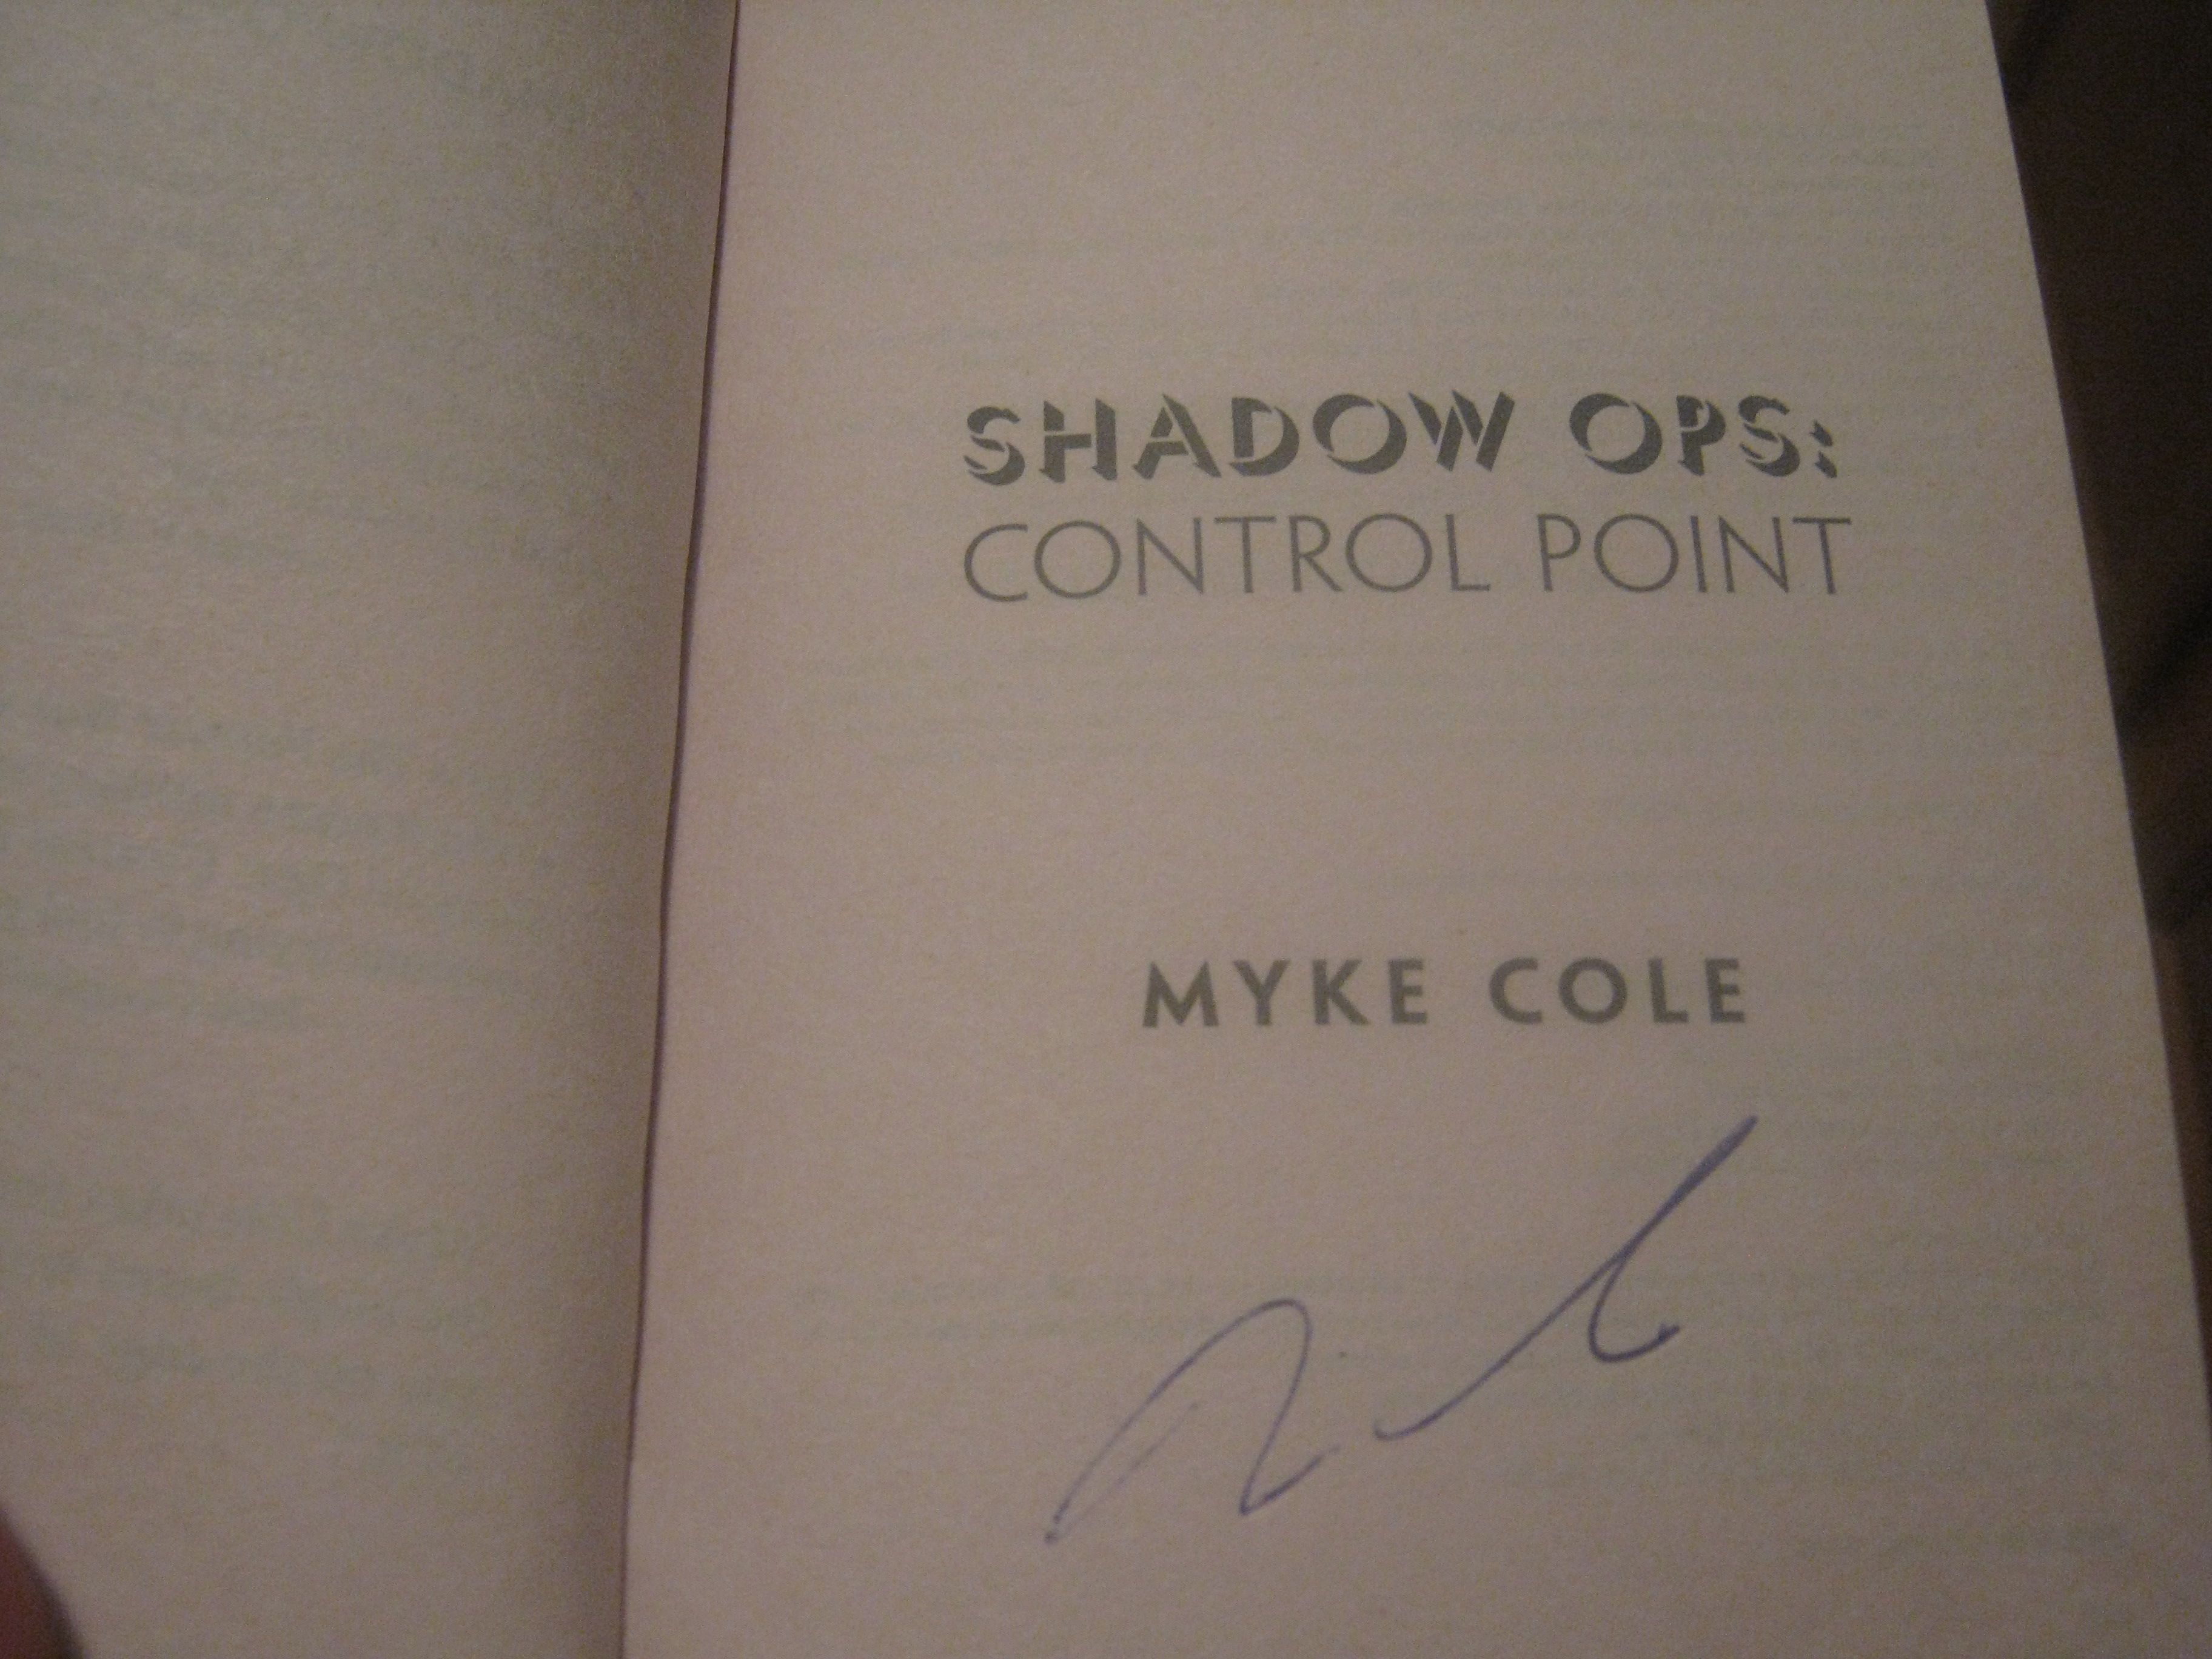 SHADOW OPS:
CONTROL POINT
MYKE COLE